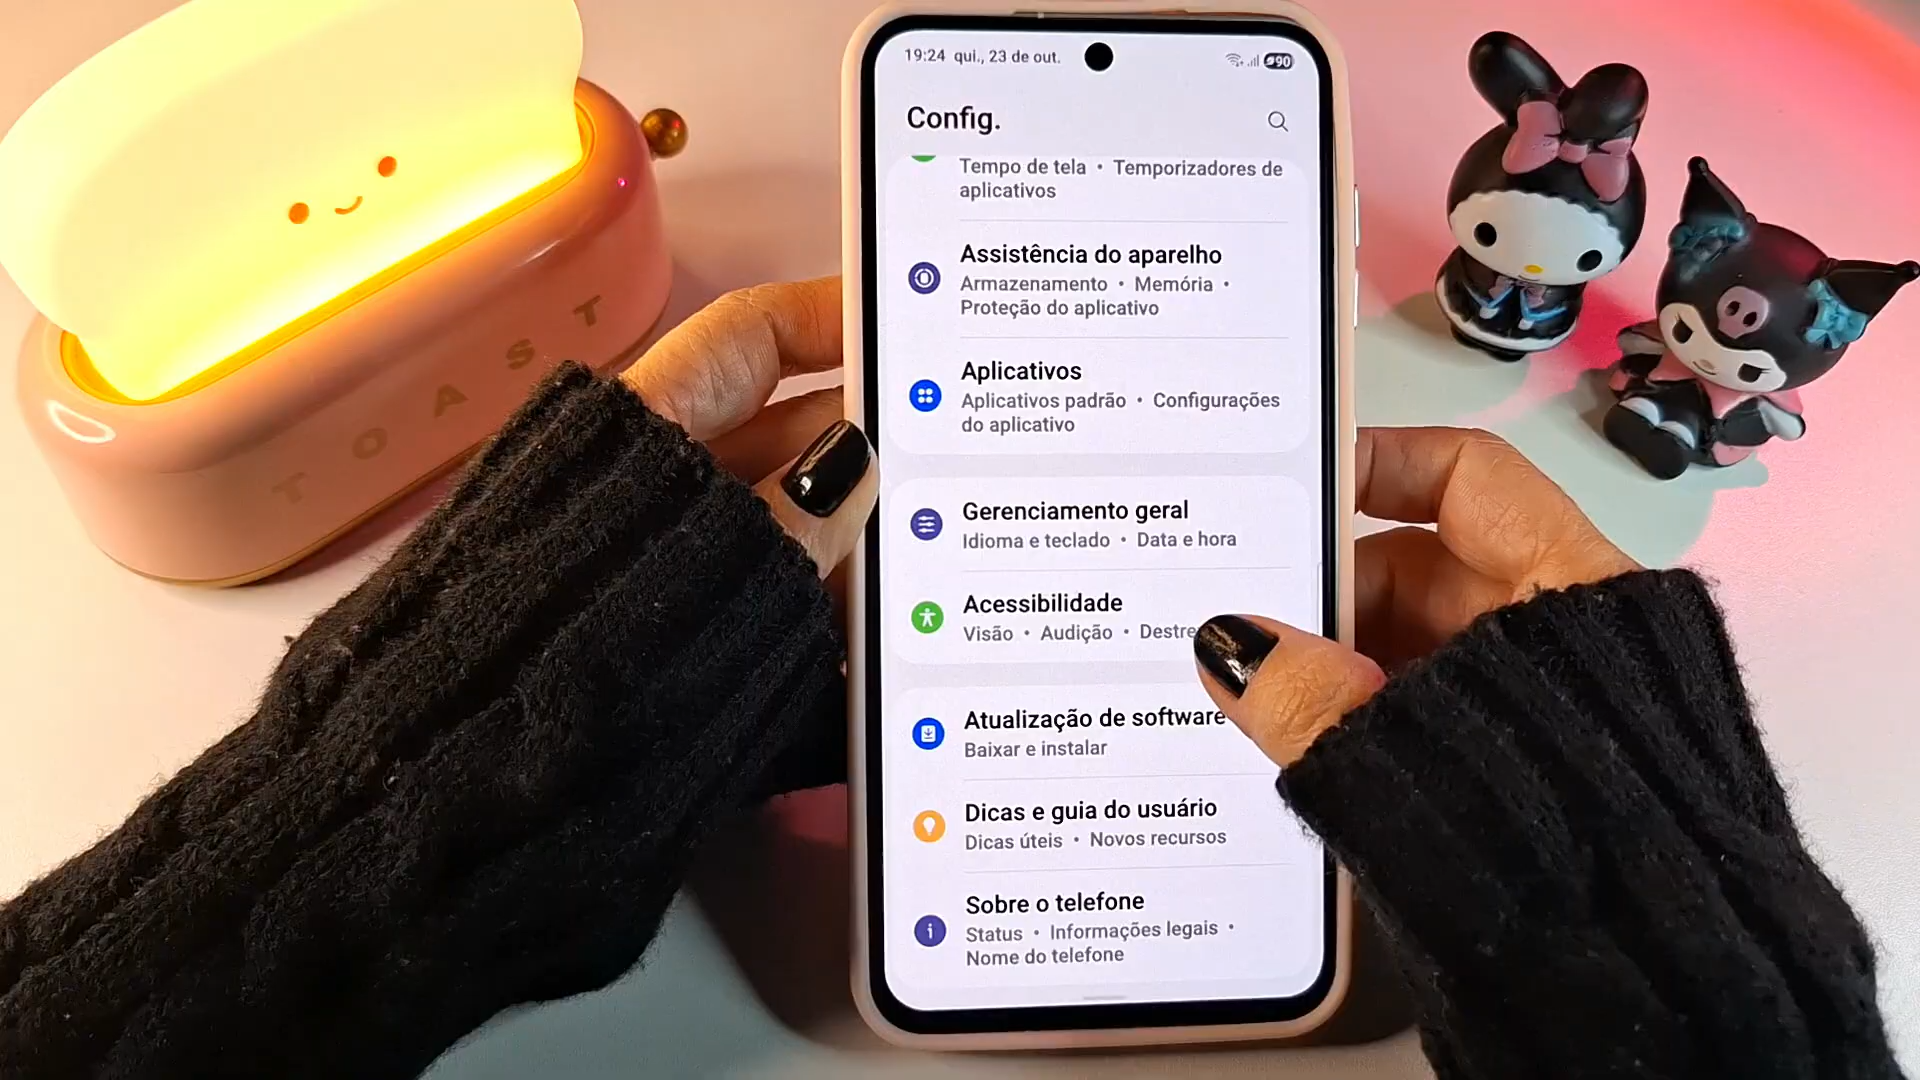 19:24 qui., 23 de out.
90
Config.
Tempo de tela • Temporizadores de
aplicativos
Assistência do aparelho
Armazenamento • Memória •
Proteção do aplicativo
Aplicativos
Aplicativos padrão • Configurações
do aplicativo
Gerenciamento geral
Idioma e teclado • Data e hora
Acessibilidade
Visão • Audição • Destre
Atualização de software
Baixar e instalar
Dicas e guia do usuário
Dicas úteis • Novos recursos
Sobre o telefone
Status • Informações legais •
Nome do telefone
TOAST